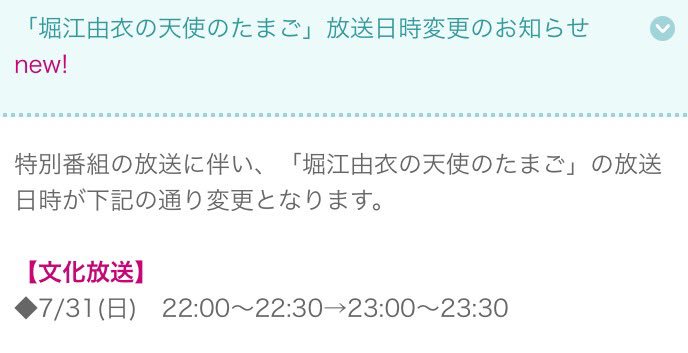 「堀江由衣の天使のたまご」放送日時変更のお知らせ
new!
特別番組の放送に伴い、「堀江由衣の天使のたまご」の放送
日時が下記の通り変更となります。
【文化放送】
◆7/31(日)　22:00～22:30→23:00～23:30